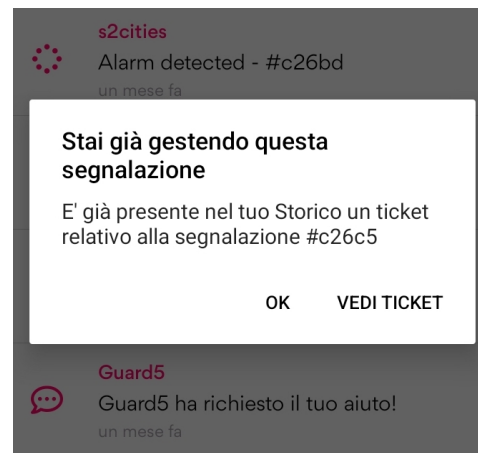 s2cities
Alarm detected - #c26bd
un mese fa
Stai già gestendo questa
segnalazione
E' già presente nel tuo Storico un ticket
relativo alla segnalazione #c26c5
OK VEDI TICKET
Guard5
Guard5 ha richiesto il tuo aiuto!
un mese fa